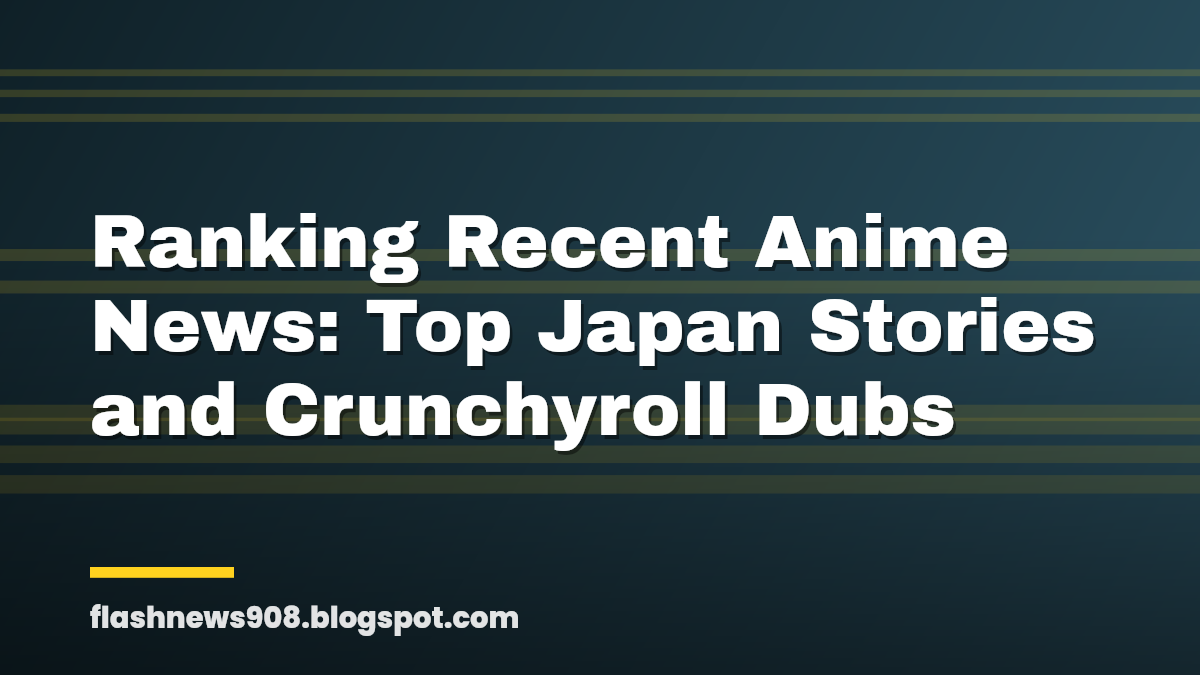 Ranking Recent Anime
News: Top Japan Stories
and Crunchyroll Dubs
flashnews908.blogspot.com